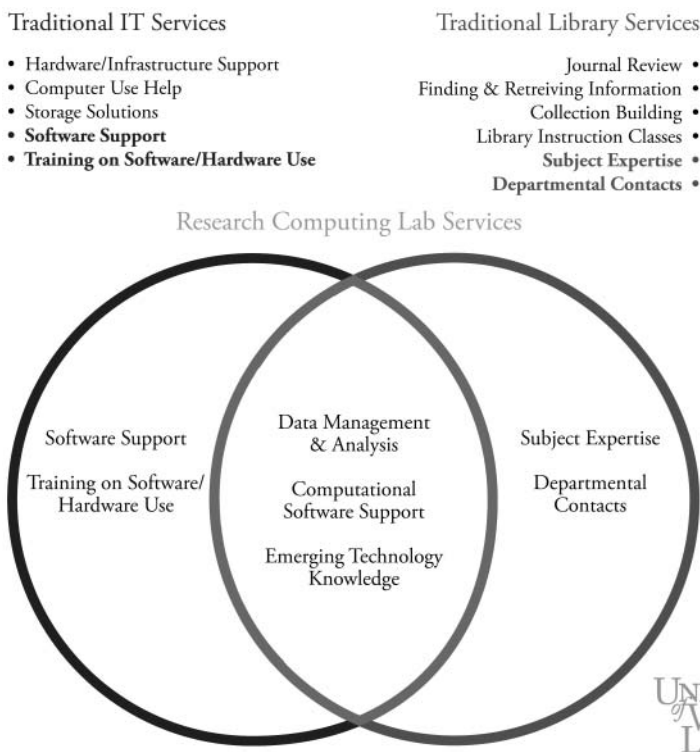 Traditional IT Services
• Hardware/Infrastructure Support
• Computer Use Help
• Storage Solutions
• Software Support
• Training on Software/Hardware Use
Traditional Library Services
Journal Review •
Finding & Retreiving Information •
Collection Building •
Library Instruction Classes •
Subject Expertise •
Departmental Contacts •
Research Computing Lab Services
Software Support
Training on Software/
Hardware Use
Data Management
& Analysis
Computational
Software Support
Emerging Technology
Knowledge
Subject Expertise
Departmental
Contacts